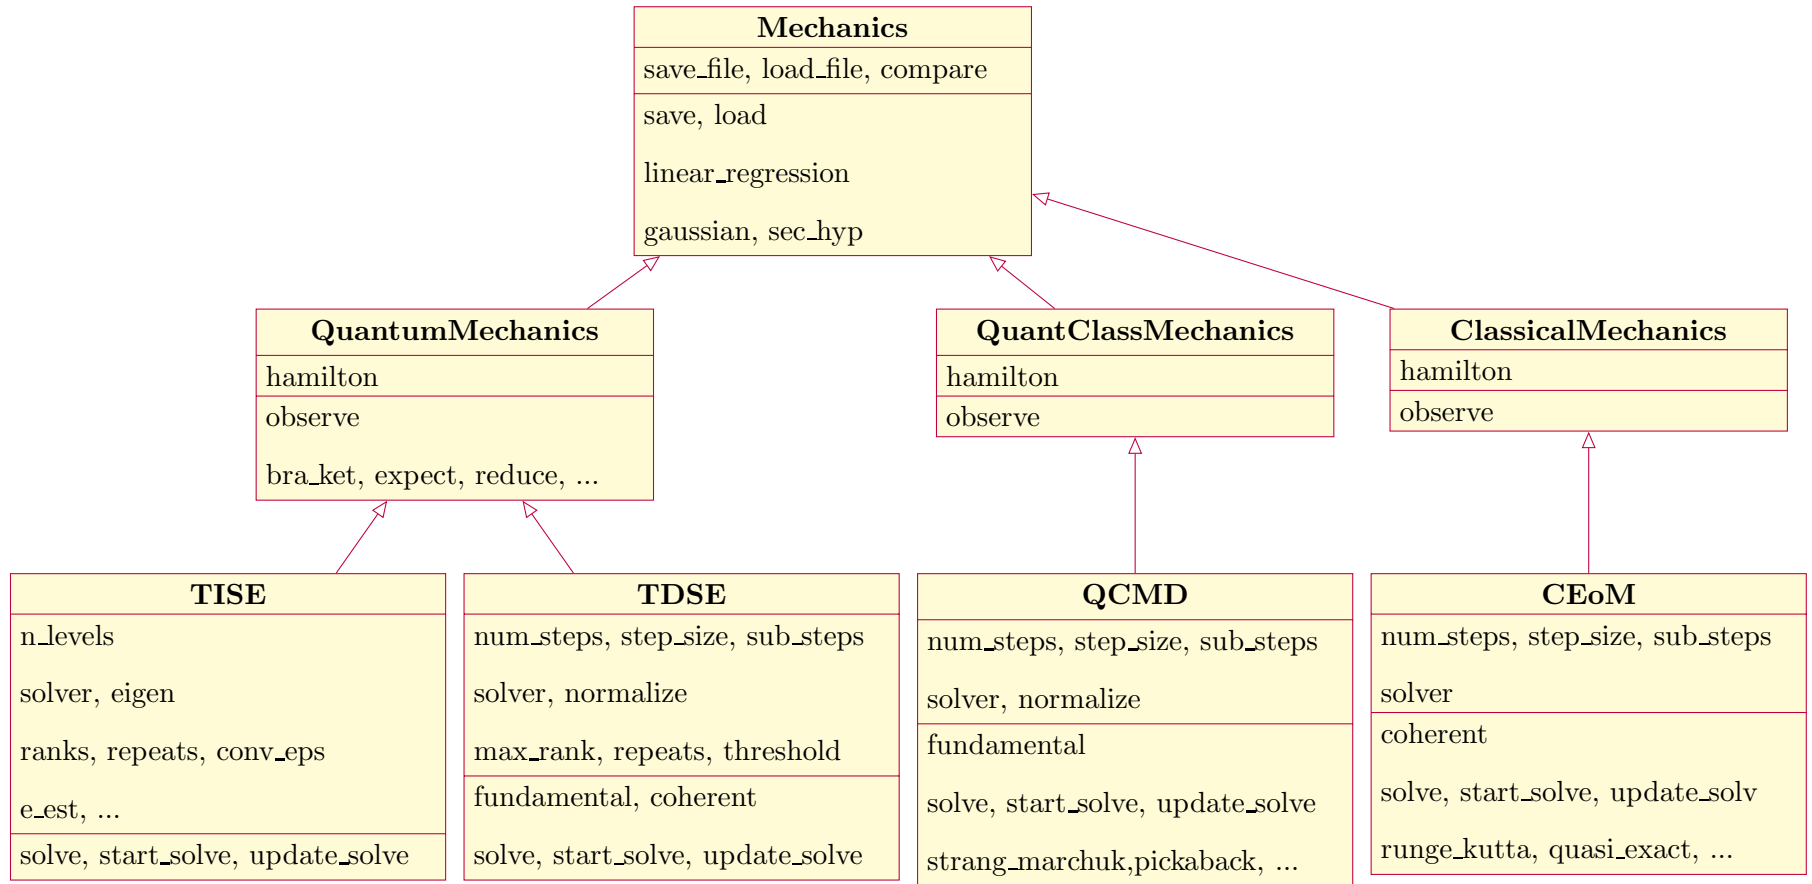 Mechanics
save_file, load_file, compare
save, load
linear_regression
gaussian, sec_hyp
QuantumMechanics
hamilton
observe
bra_ket, expect, reduce, ...
QuantClassMechanics
hamilton
observe
ClassicalMechanics
hamilton
observe
TISE
n_levels
solver, eigen
ranks, repeats, conv_eps
e_est, ...
solve, start_solve, update_solve
TDSE
num_steps, step_size, sub_steps
solver, normalize
max_rank, repeats, threshold
fundamental, coherent
solve, start_solve, update_solve
QCMD
num_steps, step_size, sub_steps
solver, normalize
fundamental
solve, start_solve, update_solve
strang_marchuk,pickaback, ...
CEoM
num_steps, step_size, sub_steps
solver
coherent
solve, start_solve, update_solv
runge_kutta, quasi_exact, ...